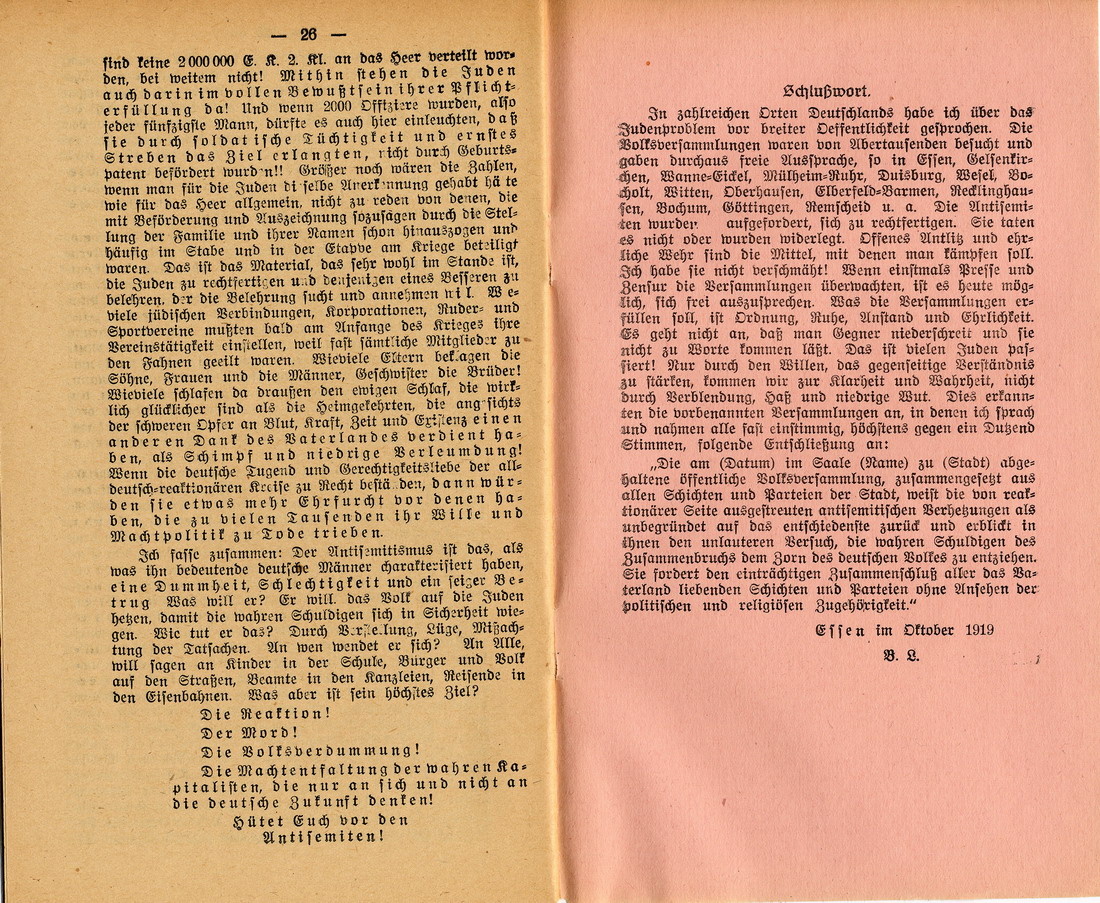 — 26 —
sind keine 2 000 000 E. K. 2. Kl. an das Heer verteilt wor-
den, bei weitem nicht! Mithin stehen die Juden
auch darin im vollen Bewußtsein ihrer Pflicht-
erfüllung da! Und wenn 2000 Offiziere wurden, also
jeder fünfzigste Mann, dürfte es auch hier einleuchten, daß
sie durch soldatische Tüchtigkeit und ernstes
Streben das Ziel erlangten, nicht durch Geburts-
patent befördert wurden!! Größer noch wären die Zahlen,
wenn man für die Juden dieselbe Anerkennung gehabt hätte
wie für das Heer allgemein, nicht zu reden von denen, die
mit Beförderung und Auszeichnung sozusagen durch die Stel-
lung der Familie und ihrer Namen schon hinauszogen und
häufig im Stabe und in der Etappe am Kriege beteiligt
waren. Das ist das Material, das sehr wohl im Stande ist,
die Juden zu rechtfertigen und denjenigen eines Besseren zu
belehren, der die Belehrung sucht und annehmen will. Wie-
viele jüdischen Verbindungen, Korporationen, Ruder- und
Sportvereine mußten bald am Anfange des Krieges ihre
Vereinstätigkeit einstellen, weil fast sämtliche Mitglieder zu
den Fahnen geeilt waren. Wieviele Eltern beklagen die
Söhne, Frauen und die Männer, Geschwister die Brüder!
Wieviele schlafen da draußen den ewigen Schlaf, die wirk-
lich glücklicher sind als die Heimgekehrten, die angesichts
der schweren Opfer an Blut, Kraft, Zeit und Existenz einen
anderen Dank des Vaterlandes verdient ha-
ben, als Schimpf und niedrige Verleumdung!
Wenn die deutsche Tugend und Gerechtigkeitsliebe der all-
deutsch-reaktionären Kreise zu Recht beständen, dann wür-
den sie etwas mehr Ehrfurcht vor denen ha-
ben, die zu vielen Tausenden ihr Wille und
Machtpolitik zu Tode trieben.
Ich fasse zusammen: Der Antisemitismus ist das, als
was ihn bedeutende deutsche Männer charakterisiert haben,
eine Dummheit, Schlechtigkeit und ein feiger Be-
trug Was will er? Er will. das Volk auf die Juden
hetzen, damit die wahren Schuldigen sich in Sicherheit wie-
gen. Wie tut er das? Durch Verstellung, Lüge, Mißach-
tung der Tatsachen. An wen wendet er sich? An Alle,
will sagen an Kinder in der Schule, Bürger und Volk
auf den Straßen, Beamte in den Kanzleien, Reisende in
den Eisenbahnen. Was aber ist sein höchstes Ziel?
Die Reaktion!
Der Mord!
Die Volksverdummung!
Die Machtentfaltung der wahren Ka-
pitalisten, die nur an sich und nicht an
die deutsche Zukunft denken!
Hütet Euch vor den
Antisemiten!
Schlußwort.
In zahlreichen Orten Deutschlands habe ich über das
Judenproblem vor breiter Oeffentlichkeit gesprochen. Die
Volksversammlungen waren von Abertausenden besucht und
gaben durchaus freie Aussprache, so in Essen, Gelsenkir-
chen, Wanne-Eickel, Mülheim-Ruhr, Duisburg, Wesel, Bo-
cholt, Witten, Oberhausen, Elberfeld-Barmen, Recklinghau-
sen, Bochum, Göttingen, Remscheid u. a. Die Antisemi-
ten wurden aufgefordert, sich zu rechtfertigen. Sie taten
es nicht oder wurden widerlegt. Offenes Antlitz und ehr-
liche Wehr sind die Mittel, mit denen man kämpfen soll.
Ich habe sie nicht verschmäht! Wenn einstmals Presse und
Zensur die Versammlungen überwachten, ist es heute mög-
lich, sich frei auszusprechen. Was die Versammlungen er-
füllen soll, ist Ordnung, Ruhe, Anstand und Ehrlichkeit.
Es geht nicht an, daß man Gegner niederschreit und sie
nicht zu Worte kommen läßt. Das ist vielen Juden pas-
siert! Nur durch den Willen, das gegenseitige Verständnis
zu stärken, kommen wir zur Klarheit und Wahrheit, nicht
durch Verblendung, Haß und niedrige Wut. Dies erkann-
ten die vorbenannten Versammlungen an, in denen ich sprach
und nahmen alle fast einstimmig, höchstens gegen ein Dutzend
Stimmen, folgende Entschließung an:
„Die am (Datum) im Saale (Name) zu (Stadt) abge-
haltene öffentliche Volksversammlung, zusammengesetzt aus
allen Schichten und Parteien der Stadt, weist die von reak-
tionärer Seite ausgestreuten antisemitischen Verhetzungen als
unbegründet auf das entschiedenste zurück und erblickt in
ihnen den unlauteren Versuch, die wahren Schuldigen des
Zusammenbruchs dem Zorn des deutschen Volkes zu entziehen.
Sie fordert den einträchtigen Zusammenschluß aller das Va-
terland liebenden Schichten und Parteien ohne Ansehen der
politischen und religiösen Zugehörigkeit."
Essen im Oktober 1919
B. L.